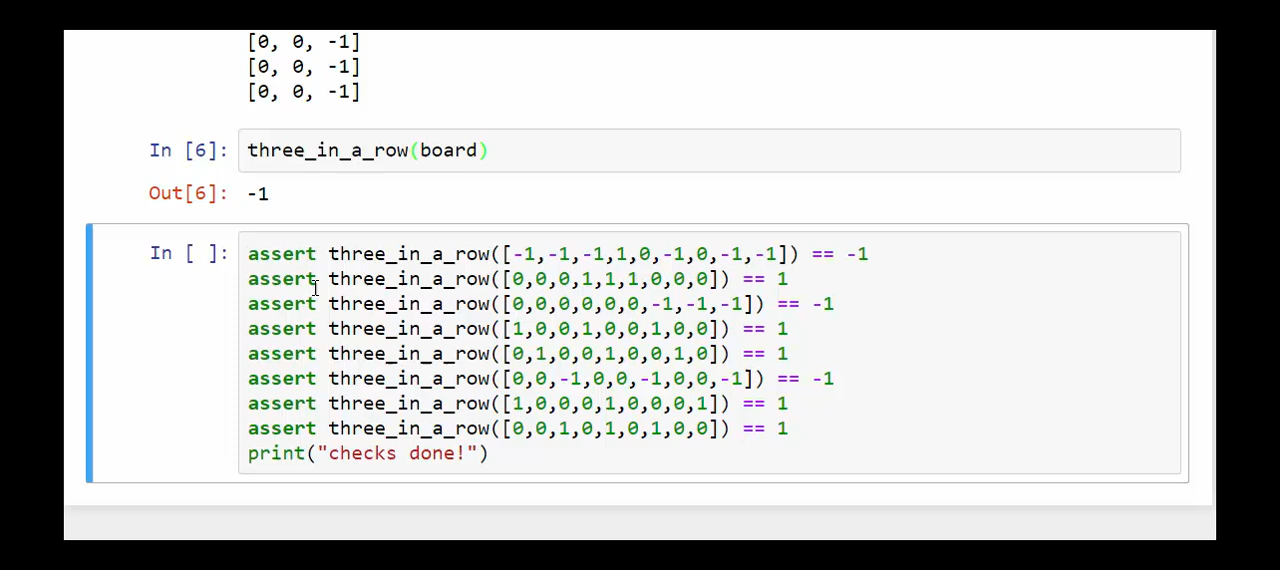 [0, 0, -1]
[0, 0, -1]
[0, 0, -1]
In [6]: three_in_a_row(board)
Out[6]: -1
In [ ]: assert three_in_a_row([-1,-1,-1,1,0,-1,0,-1,-1]) == -1
assert three_in_a_row([0,0,0,1,1,1,0,0,0]) == 1
assert three_in_a_row([0,0,0,0,0,0,-1,-1,-1]) == -1
assert three_in_a_row([1,0,0,1,0,0,1,0,0]) == 1
assert three_in_a_row([0,1,0,0,1,0,0,1,0]) == 1
assert three_in_a_row([0,0,-1,0,0,-1,0,0,-1]) == -1
assert three_in_a_row([1,0,0,0,1,0,0,0,1]) == 1
assert three_in_a_row([0,0,1,0,1,0,1,0,0]) == 1
print("checks done!")